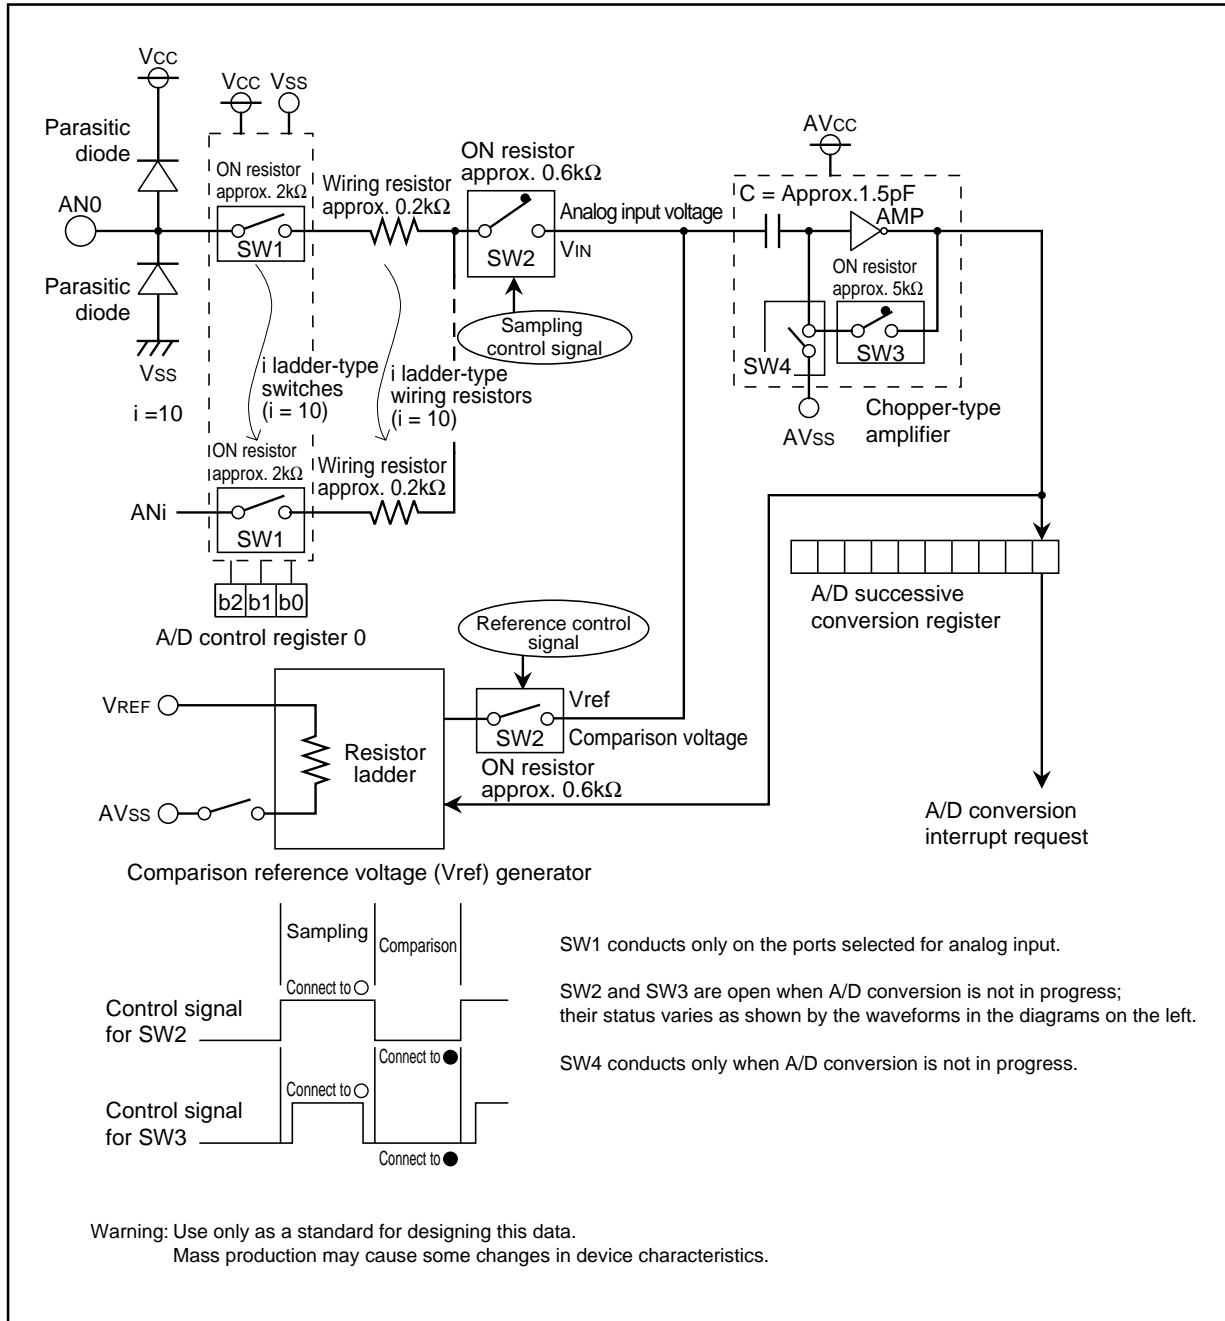 VCC
VCC
VSS
AVCC
Parasitic
diode
ON resistor
approx. 0.6kΩ
ON resistor
approx. 2kΩ
Wiring resistor
approx. 0.2kΩ
C = Approx.1.5pF
AMP
AN0
Analog input voltage
SW1
SW2
VIN
Parasitic
diode
ON resistor
approx. 5kΩ
Sampling
control signal
SW3
SW4
VSS
i ladder-type
switches
(i = 10)
i ladder-type
wiring resistors
(i = 10)
i =10
Chopper-type
amplifier
AVSS
ON resistor
approx. 2kΩ
Wiring resistor
approx. 0.2kΩ
ANi
SW1
b2 b1 b0
A/D control register 0
A/D successive
conversion register
Reference control
signal
VREF
Vref
SW2
Comparison voltage
Resistor
ladder
ON resistor
approx. 0.6kΩ
AVSS
A/D conversion
interrupt request
Comparison reference voltage (Vref) generator
Sampling
Comparison
Connect to
Control signal
for SW2
Connect to
Connect to
Control signal
for SW3
Connect to
SW1 conducts only on the ports selected for analog input.
SW2 and SW3 are open when A/D conversion is not in progress;
their status varies as shown by the waveforms in the diagrams on the left.
SW4 conducts only when A/D conversion is not in progress.
Warning: Use only as a standard for designing this data.
Mass production may cause some changes in device characteristics.